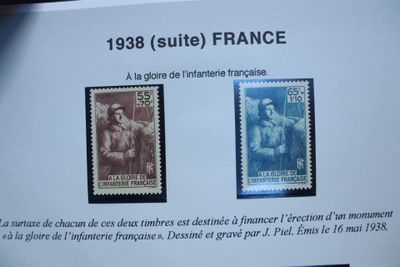 1938 (suite) FRANCE
À la gloire de l'infanterie française.
55c
+70c
A LA GLOIRE DE
L'INFANTERIE FRANÇAISE
65c
+1f10
A LA GLOIRE DE
L'INFANTERIE FRANÇAISE
La surtaxe de chacun de ces deux timbres est destinée à financer l'érection d'un monument
«à la gloire de l'infanterie française». Dessiné et gravé par J. Piel. Émis le 16 mai 1938.